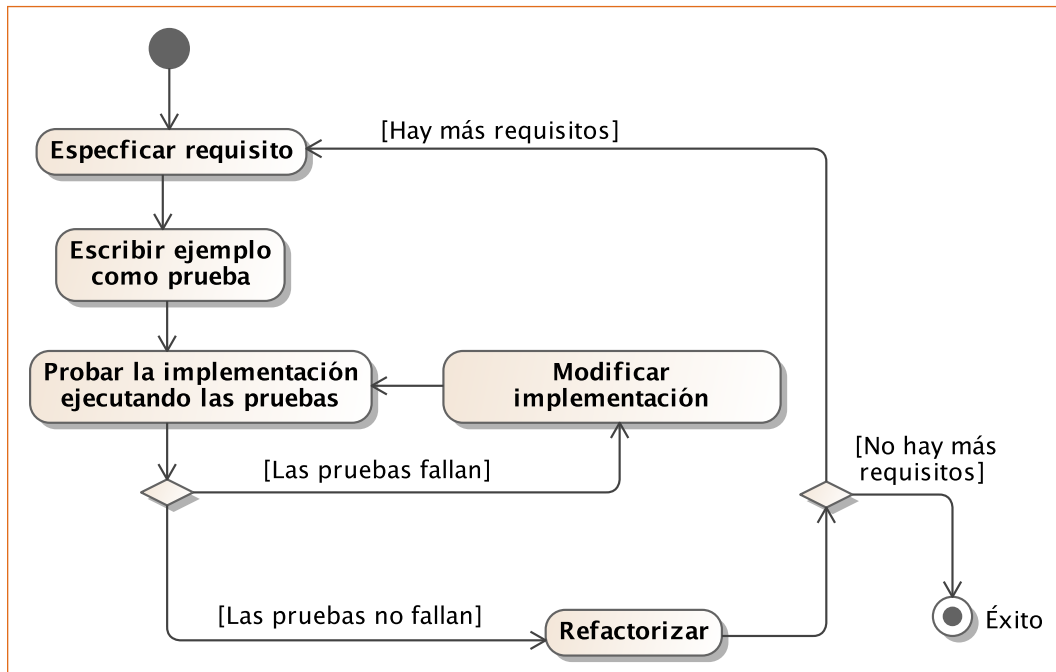 [Hay más requisitos]
Especficar requisito
Escribir ejemplo
como prueba
Probar la implementación
ejecutando las pruebas
Modificar
implementación
[Las pruebas fallan]
[No hay más
requisitos]
[Las pruebas no fallan]
Refactorizar
Éxito